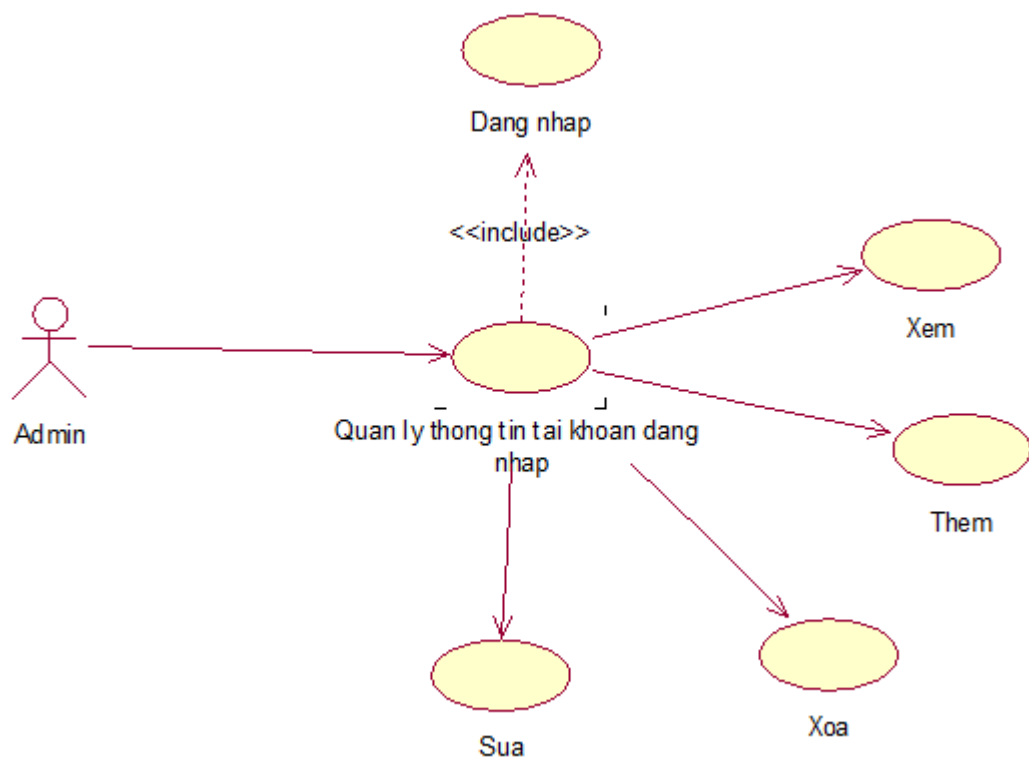 Dang nhap
<<include>>
Xem
Admin
Quan ly thong tin tai khoan dang
nhap
Them
Xoa
Sua